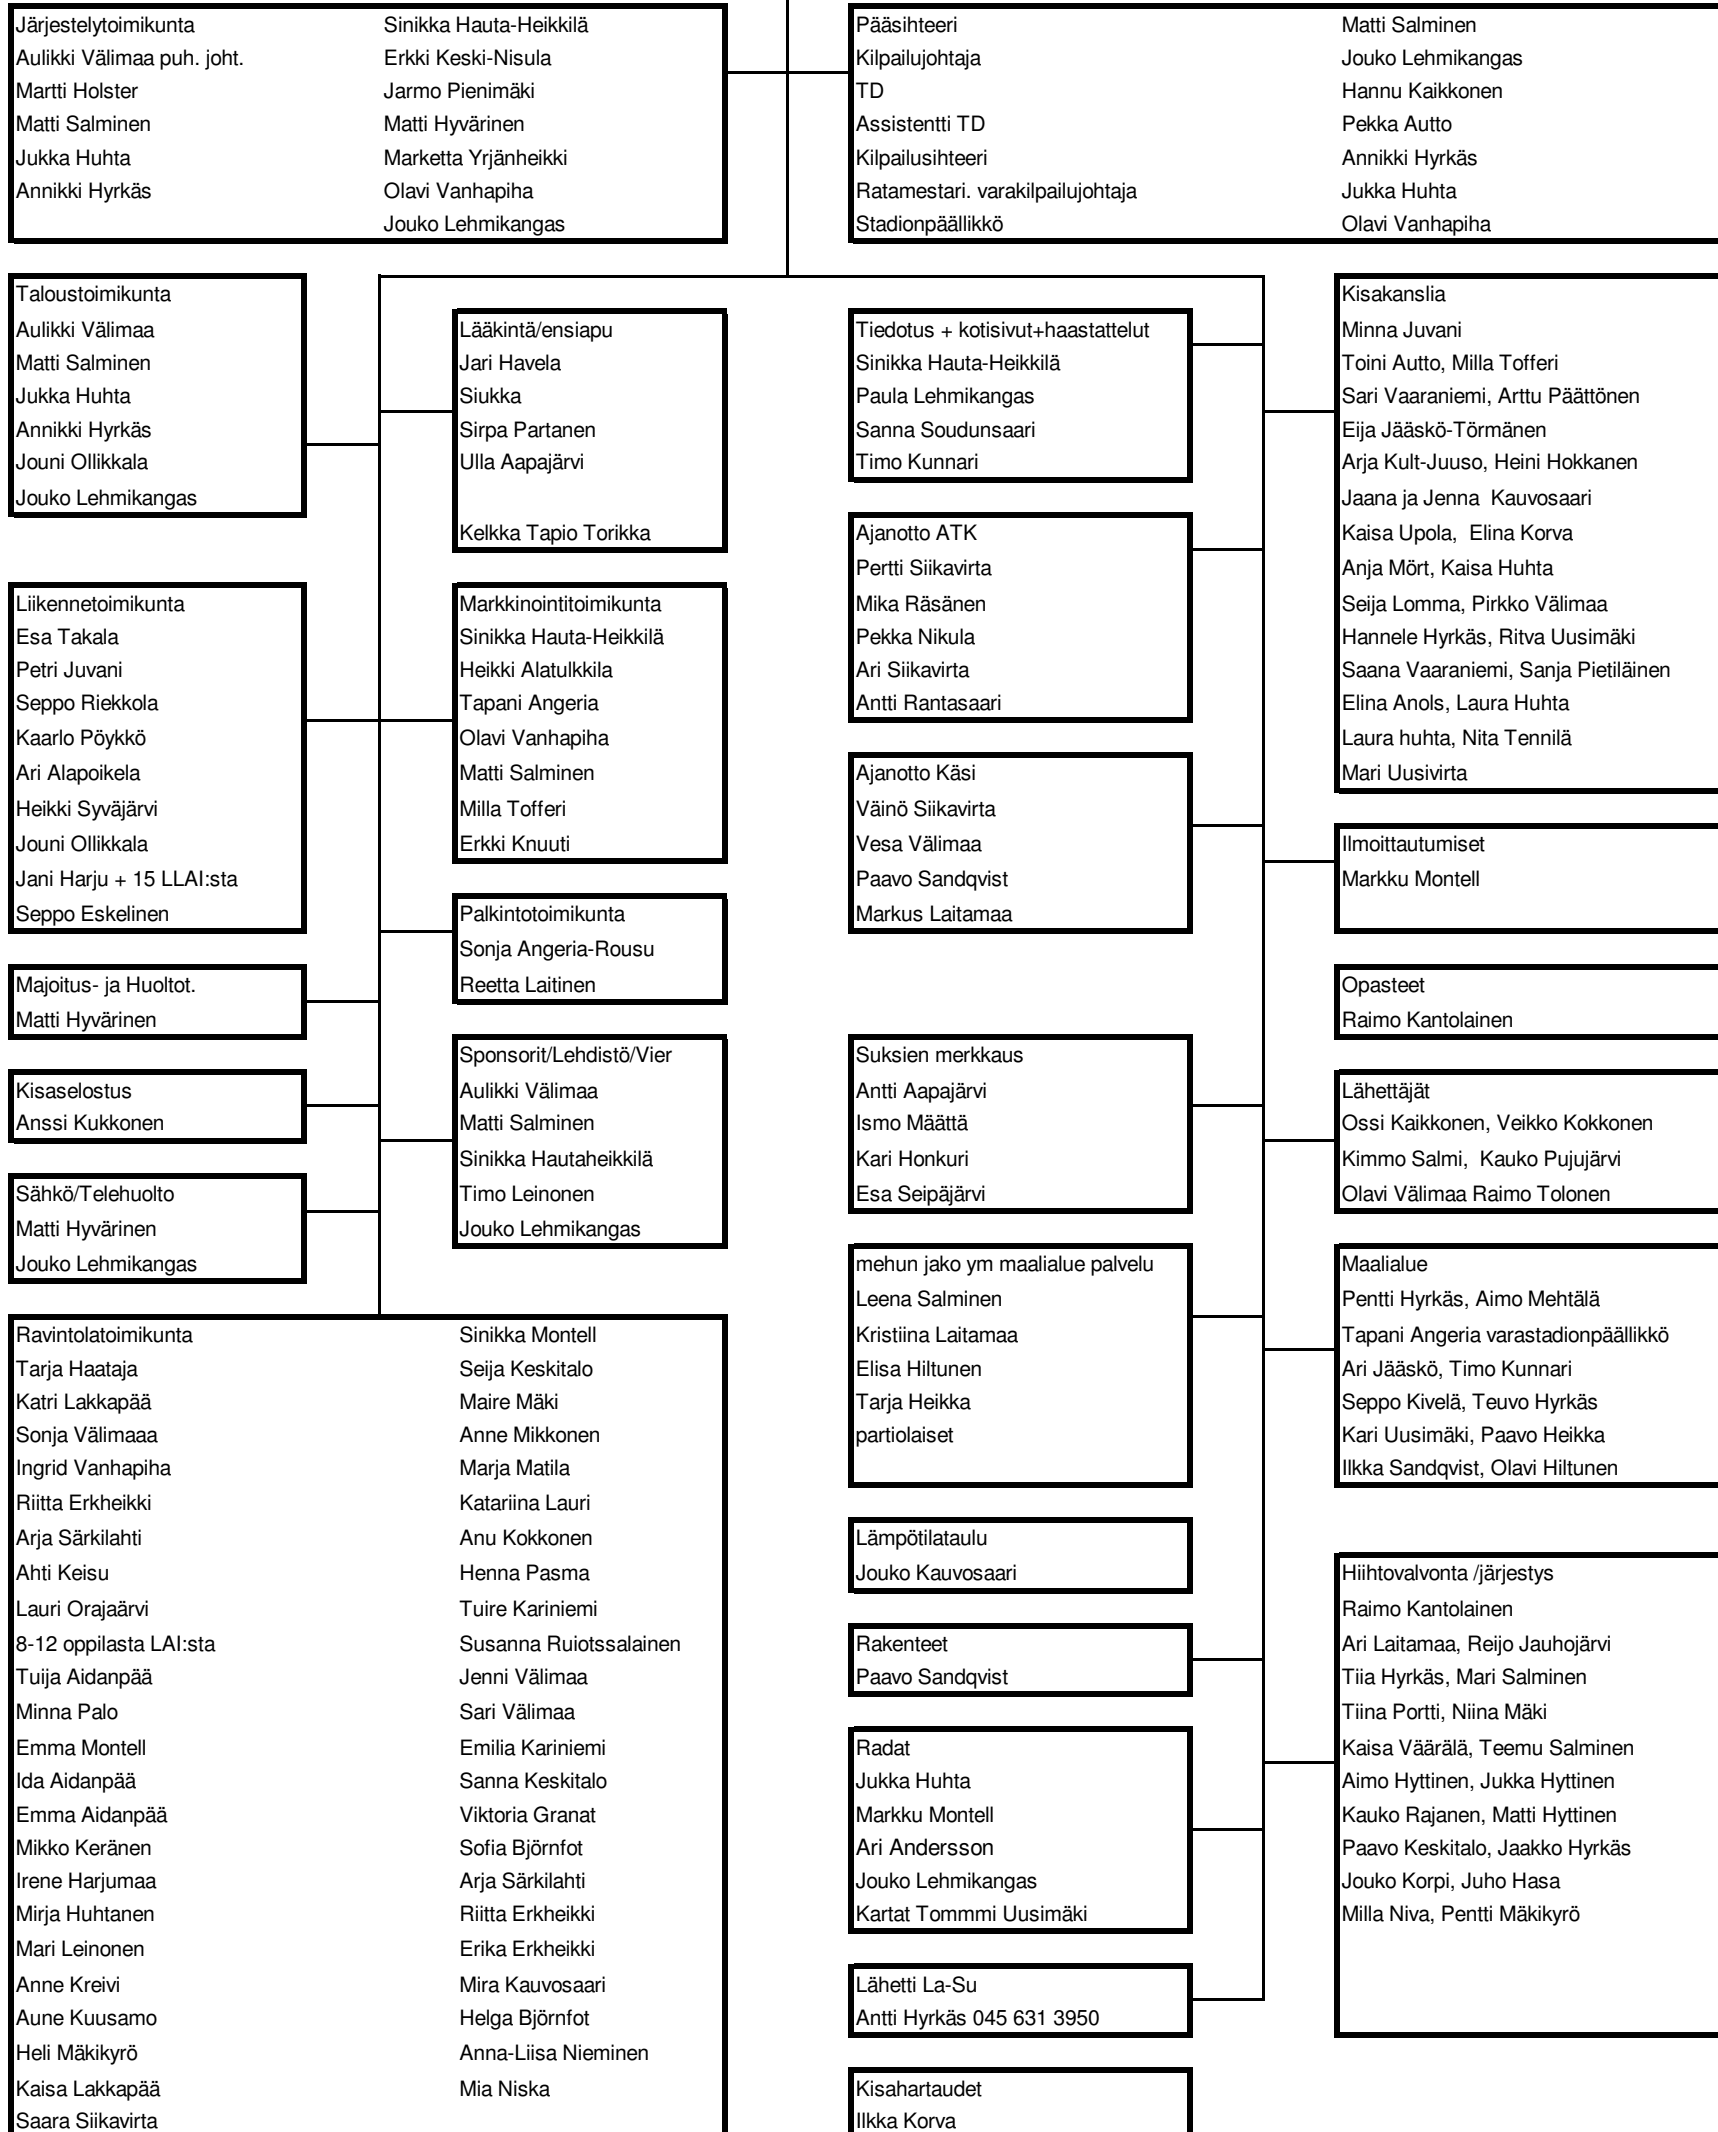 Järjestelytoimikunta
Aulikki Välimaa puh. joht.
Martti Holster
Matti Salminen
Jukka Huhta
Annikki Hyrkäs
Sinikka Hauta-Heikkilä
Erkki Keski-Nisula
Jarmo Pienimäki
Matti Hyvärinen
Marketta Yrjänheikki
Olavi Vanhapiha
Jouko Lehmikangas
Pääsihteeri Matti Salminen
Kilpailujohtaja Jouko Lehmikangas
TD Hannu Kaikkonen
Assistentti TD Pekka Autto
Kilpailusihteeri Annikki Hyrkäs
Ratamestari. varakilpailujohtaja Jukka Huhta
Stadionpäällikkö Olavi Vanhapiha
Taloustoimikunta
Aulikki Välimaa
Matti Salminen
Jukka Huhta
Annikki Hyrkäs
Jouni Ollikkala
Jouko Lehmikangas
Liikennetoimikunta
Esa Takala
Petri Juvani
Seppo Riekkola
Kaarlo Pöykkö
Ari Alapoikela
Heikki Syväjärvi
Jouni Ollikkala
Jani Harju + 15 LLAI:sta
Seppo Eskelinen
Majoitus- ja Huoltot.
Matti Hyvärinen
Kisaselostus
Anssi Kukkonen
Sähkö/Telehuolto
Matti Hyvärinen
Jouko Lehmikangas
Lääkintä/ensiapu
Jari Havela
Siukka
Sirpa Partanen
Ulla Aapajärvi
Kelkka Tapio Torikka
Markkinointitoimikunta
Sinikka Hauta-Heikkilä
Heikki Alatulkkila
Tapani Angeria
Olavi Vanhapiha
Matti Salminen
Milla Tofferi
Erkki Knuuti
Palkintotoimikunta
Sonja Angeria-Rousu
Reetta Laitinen
Sponsorit/Lehdistö/Vier
Aulikki Välimaa
Matti Salminen
Sinikka Hautaheikkilä
Timo Leinonen
Jouko Lehmikangas
Ravintolatoimikunta
Tarja Haataja
Katri Lakkapää
Sonja Välimaaa
Ingrid Vanhapiha
Riitta Erkheikki
Arja Särkilahti
Ahti Keisu
Lauri Orajaärvi
8-12 oppilasta LAI:sta
Tuija Aidanpää
Minna Palo
Emma Montell
Ida Aidanpää
Emma Aidanpää
Mikko Keränen
Irene Harjumaa
Mirja Huhtanen
Mari Leinonen
Anne Kreivi
Aune Kuusamo
Heli Mäkikyrö
Kaisa Lakkapää
Saara Siikavirta
Sinikka Montell
Seija Keskitalo
Maire Mäki
Anne Mikkonen
Marja Matila
Katariina Lauri
Anu Kokkonen
Henna Pasma
Tuire Kariniemi
Susanna Ruiotssalainen
Jenni Välimaa
Sari Välimaa
Emilia Kariniemi
Sanna Keskitalo
Viktoria Granat
Sofia Björnfot
Arja Särkilahti
Riitta Erkheikki
Erika Erkheikki
Mira Kauvosaari
Helga Björnfot
Anna-Liisa Nieminen
Mia Niska
Tiedotus + kotisivut+haastattelut
Sinikka Hauta-Heikkilä
Paula Lehmikangas
Sanna Soudunsaari
Timo Kunnari
Ajanotto ATK
Pertti Siikavirta
Mika Räsänen
Pekka Nikula
Ari Siikavirta
Antti Rantasaari
Ajanotto Käsi
Väinö Siikavirta
Vesa Välimaa
Paavo Sandqvist
Markus Laitamaa
Suksien merkkaus
Antti Aapajärvi
Ismo Määttä
Kari Honkuri
Esa Seipäjärvi
mehun jako ym maalialue palvelu
Leena Salminen
Kristiina Laitamaa
Elisa Hiltunen
Tarja Heikka
partiolaiset
Lämpötilataulu
Jouko Kauvosaari
Rakenteet
Paavo Sandqvist
Radat
Jukka Huhta
Markku Montell
Ari Andersson
Jouko Lehmikangas
Kartat Tommmi Uusimäki
Lähetti La-Su
Antti Hyrkäs 045 631 3950
Kisahartaudet
Ilkka Korva
Kisakanslia
Minna Juvani
Toini Autto, Milla Tofferi
Sari Vaaraniemi, Arttu Päättönen
Eija Jääskö-Törmänen
Arja Kult-Juuso, Heini Hokkanen
Jaana ja Jenna  Kauvosaari
Kaisa Upola,  Elina Korva
Anja Mört, Kaisa Huhta
Seija Lomma, Pirkko Välimaa
Hannele Hyrkäs, Ritva Uusimäki
Saana Vaaraniemi, Sanja Pietiläinen
Elina Anols, Laura Huhta
Laura huhta, Nita Tennilä
Mari Uusivirta
Ilmoittautumiset
Markku Montell
Opasteet
Raimo Kantolainen
Lähettäjät
Ossi Kaikkonen, Veikko Kokkonen
Kimmo Salmi,  Kauko Pujujärvi
Olavi Välimaa Raimo Tolonen
Maalialue
Pentti Hyrkäs, Aimo Mehtälä
Tapani Angeria varastadionpäällikkö
Ari Jääskö, Timo Kunnari
Seppo Kivelä, Teuvo Hyrkäs
Kari Uusimäki, Paavo Heikka
Ilkka Sandqvist, Olavi Hiltunen
Hiihtovalvonta /järjestys
Raimo Kantolainen
Ari Laitamaa, Reijo Jauhojärvi
Tiia Hyrkäs, Mari Salminen
Tiina Portti, Niina Mäki
Kaisa Väärälä, Teemu Salminen
Aimo Hyttinen, Jukka Hyttinen
Kauko Rajanen, Matti Hyttinen
Paavo Keskitalo, Jaakko Hyrkäs
Jouko Korpi, Juho Hasa
Milla Niva, Pentti Mäkikyrö